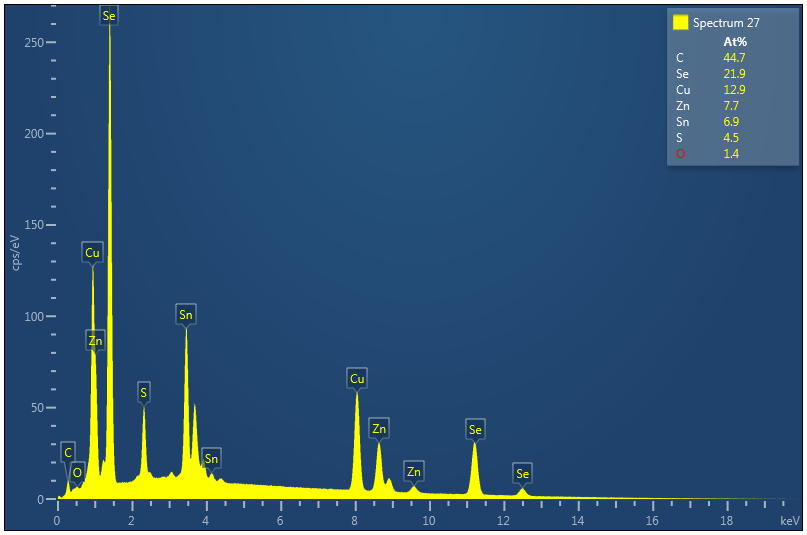 Spectrum 27
At%
C 44.7
Se 21.9
Cu 12.9
Zn 7.7
Sn 6.9
S 4.5
O 1.4
Se
250
200
150
100
50
0
cps/eV
Cu
Zn
C
O
S
Sn
Sn
Cu
Zn
Zn
Se
Se
0 2 4 6 8 10 12 14 16 18 keV